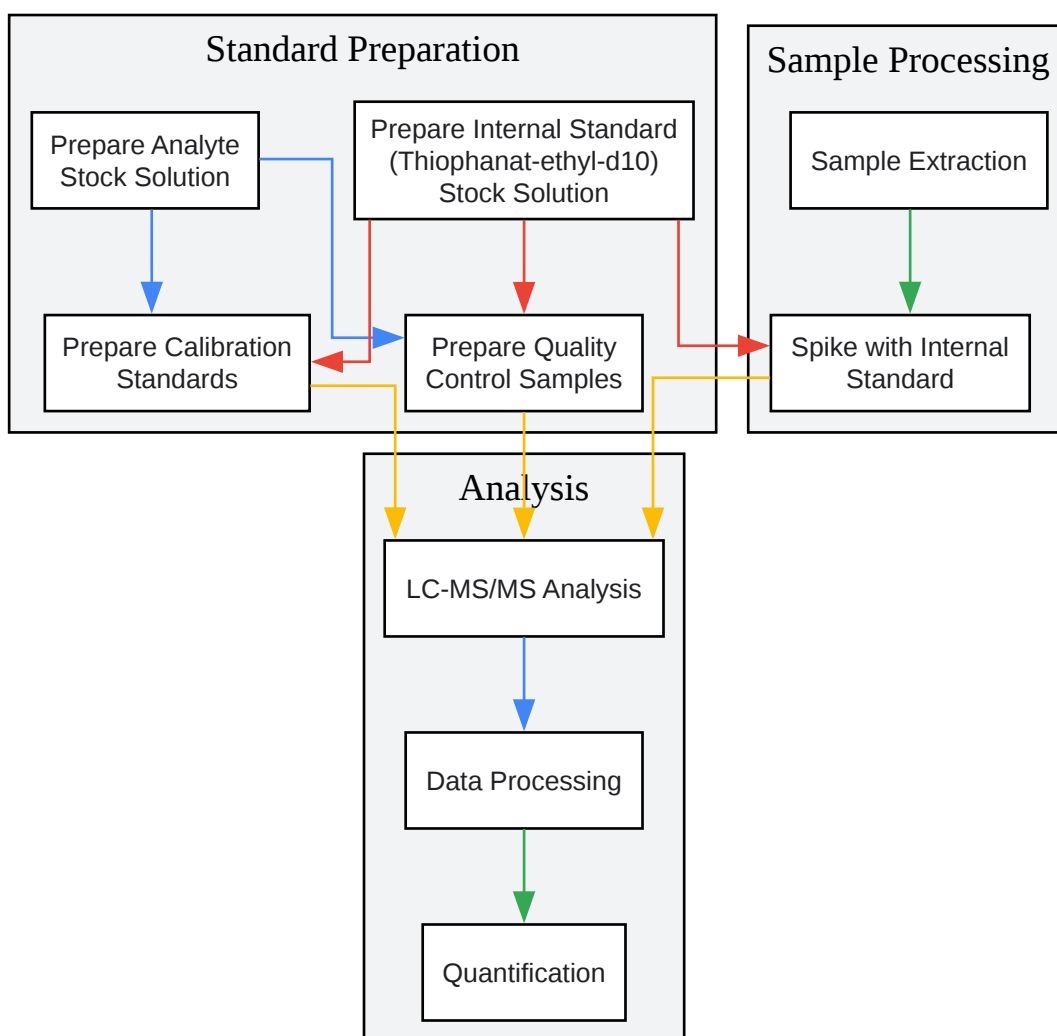 Standard Preparation
Prepare Analyte
Stock Solution
Prepare Internal Standard
(Thiophanat-ethyl-d10)
Stock Solution
Prepare Calibration
Standards
Prepare Quality
Control Samples
Sample Processing
Sample Extraction
Spike with Internal
Standard
Analysis
LC-MS/MS Analysis
Data Processing
Quantification